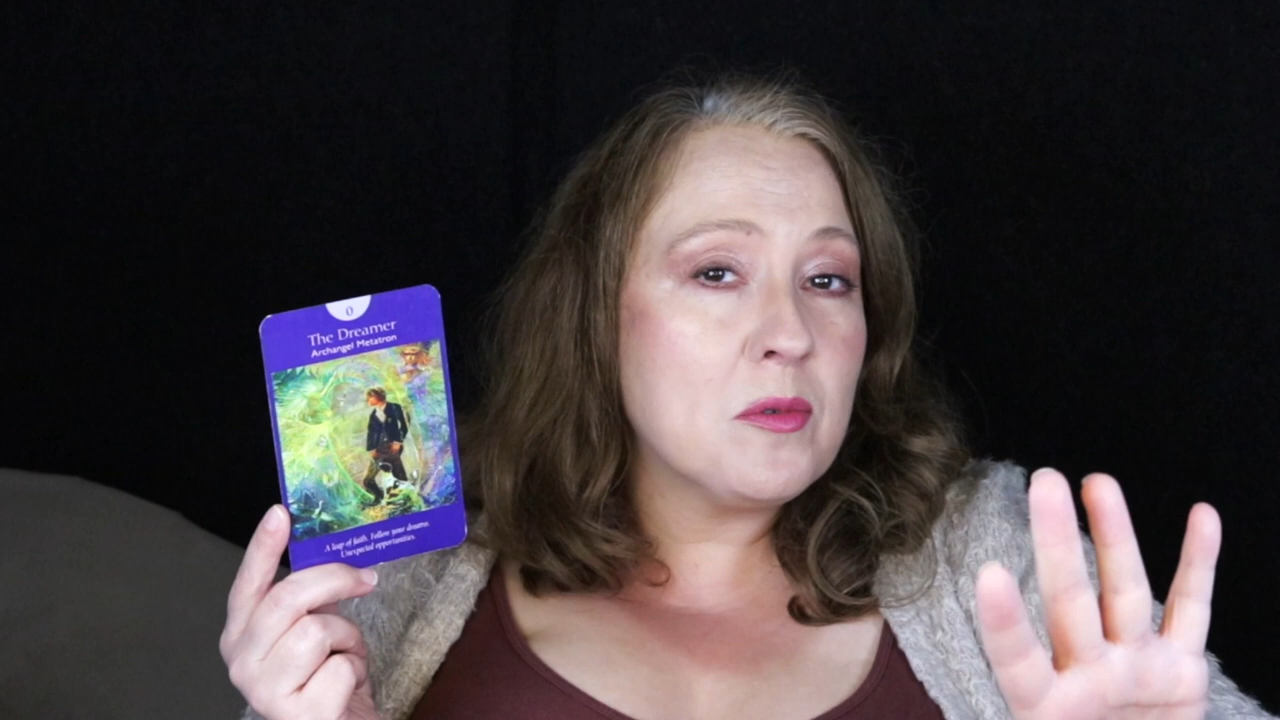 0
The Dreamer
Archangel Metatron
A leap of faith. Follow your dreams.
Unexpected opportunities.